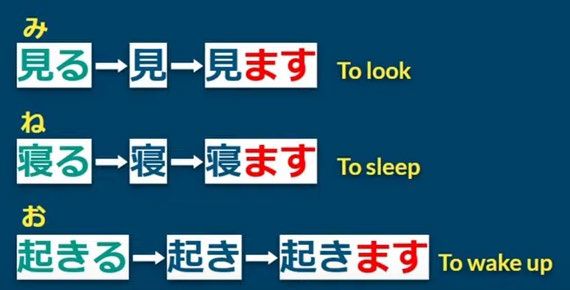 み
見る→見→見ます To look
ね
寝る→寝→寝ます To sleep
お
起きる→起き→起きます To wake up